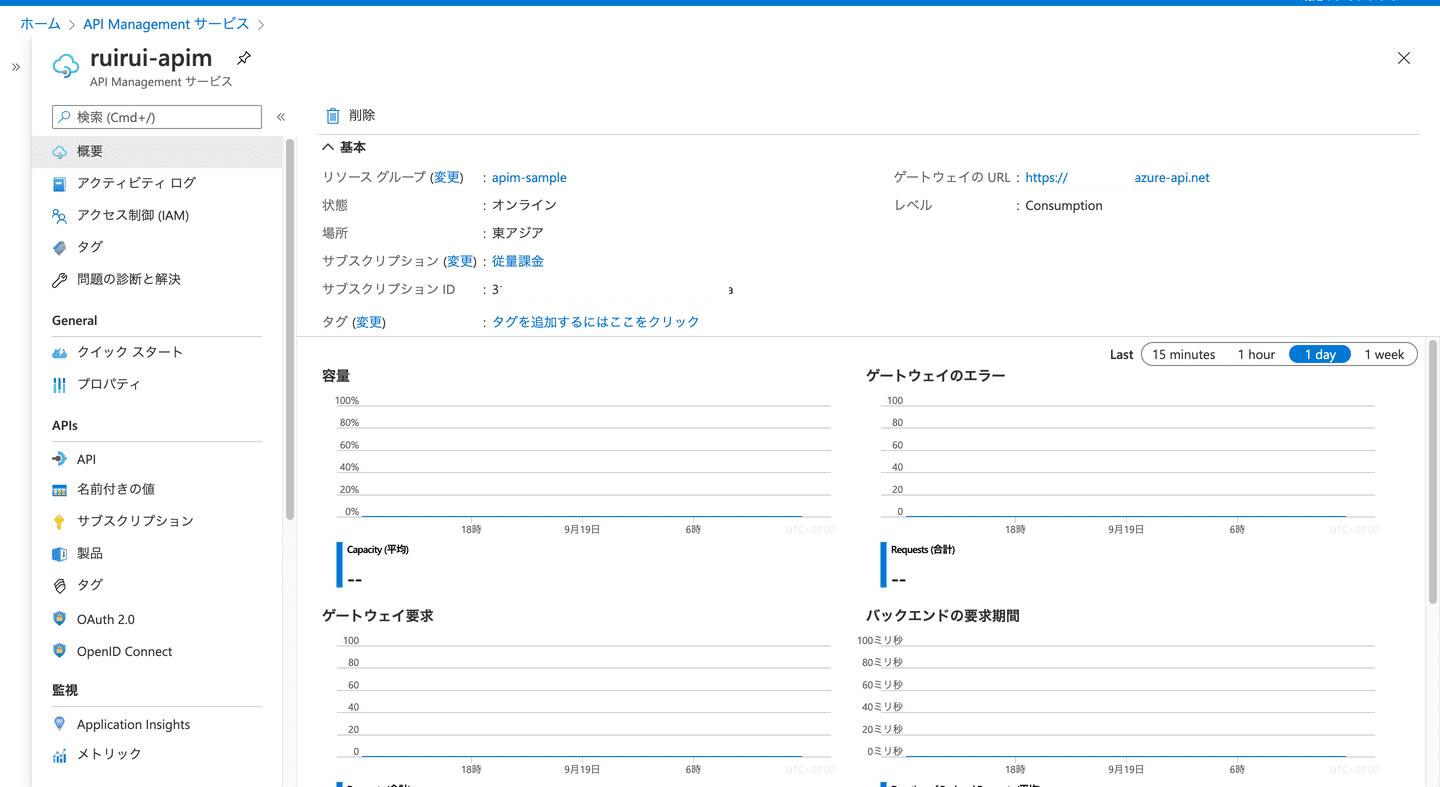 ホーム > API Management サービス >
ruirui-apim
API Management サービス
検索 (Cmd+/)
概要
アクティビティ ログ
アクセス制御 (IAM)
タグ
問題の診断と解決
General
クイック スタート
プロパティ
APIs
API
名前付きの値
サブスクリプション
製品
タグ
OAuth 2.0
OpenID Connect
監視
Application Insights
メトリック
削除
基本
リソース グループ (変更) : apim-sample
状態 : オンライン
場所 : 東アジア
サブスクリプション (変更) : 従量課金
サブスクリプション ID : 3 a
タグ (変更) : タグを追加するにはここをクリック
ゲートウェイの URL : https:// azure-api.net
レベル : Consumption
Last 15 minutes 1 hour 1 day 1 week
容量
100%
80%
60%
40%
20%
0%
18時 9月19日 6時 UTC+09:00
Capacity (平均)
--
ゲートウェイのエラー
100
80
60
40
20
0
18時 9月19日 6時 UTC+09:00
Requests (合計)
--
ゲートウェイ要求
100
80
60
40
20
0
18時 9月19日 6時 UTC+09:00
バックエンドの要求期間
100ミリ秒
80ミリ秒
60ミリ秒
40ミリ秒
20ミリ秒
0ミリ秒
18時 9月19日 6時 UTC+09:00